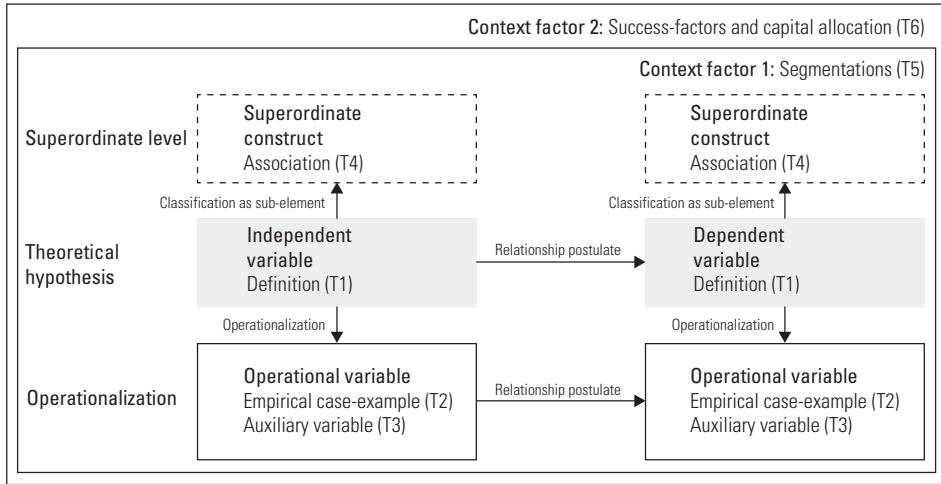 Context factor 2: Success-factors and capital allocation (T6)
Context factor 1: Segmentations (T5)
Superordinate level
Superordinate
construct
Association (T4)
Superordinate
construct
Association (T4)
Classification as sub-element
Classification as sub-element
Theoretical
hypothesis
Independent
variable
Definition (T1)
Relationship postulate
Dependent
variable
Definition (T1)
Operationalization
Operationalization
Operationalization
Operational variable
Empirical case-example (T2)
Auxiliary variable (T3)
Relationship postulate
Operational variable
Empirical case-example (T2)
Auxiliary variable (T3)